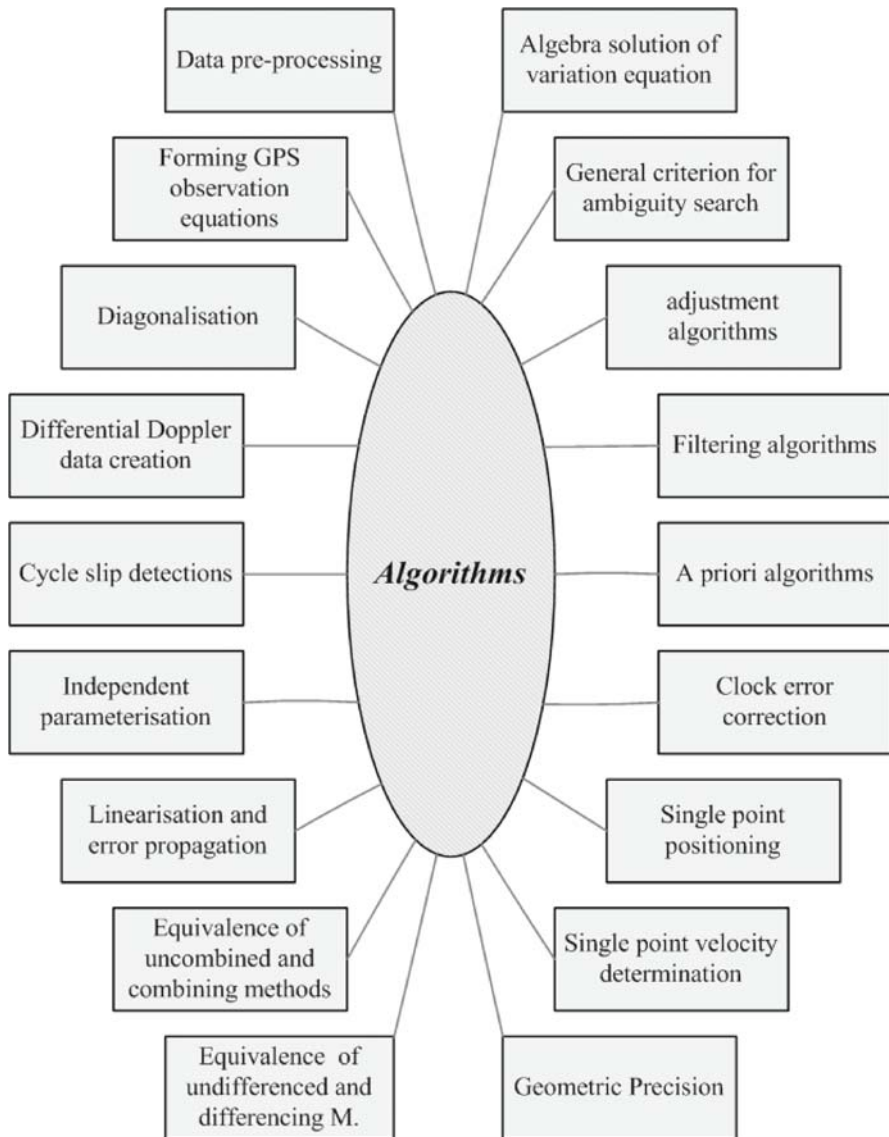 Data pre-processing
Algebra solution of
variation equation
Forming GPS
observation
equations
General criterion for
ambiguity search
Diagonalisation
adjustment
algorithms
Differential Doppler
data creation
Filtering algorithms
Cycle slip detections
Algorithms
A priori algorithms
Independent
parameterisation
Clock error
correction
Linearisation and
error propagation
Single point
positioning
Equivalence of
uncombined and
combining methods
Single point velocity
determination
Equivalence of
undifferenced and
differencing M.
Geometric Precision